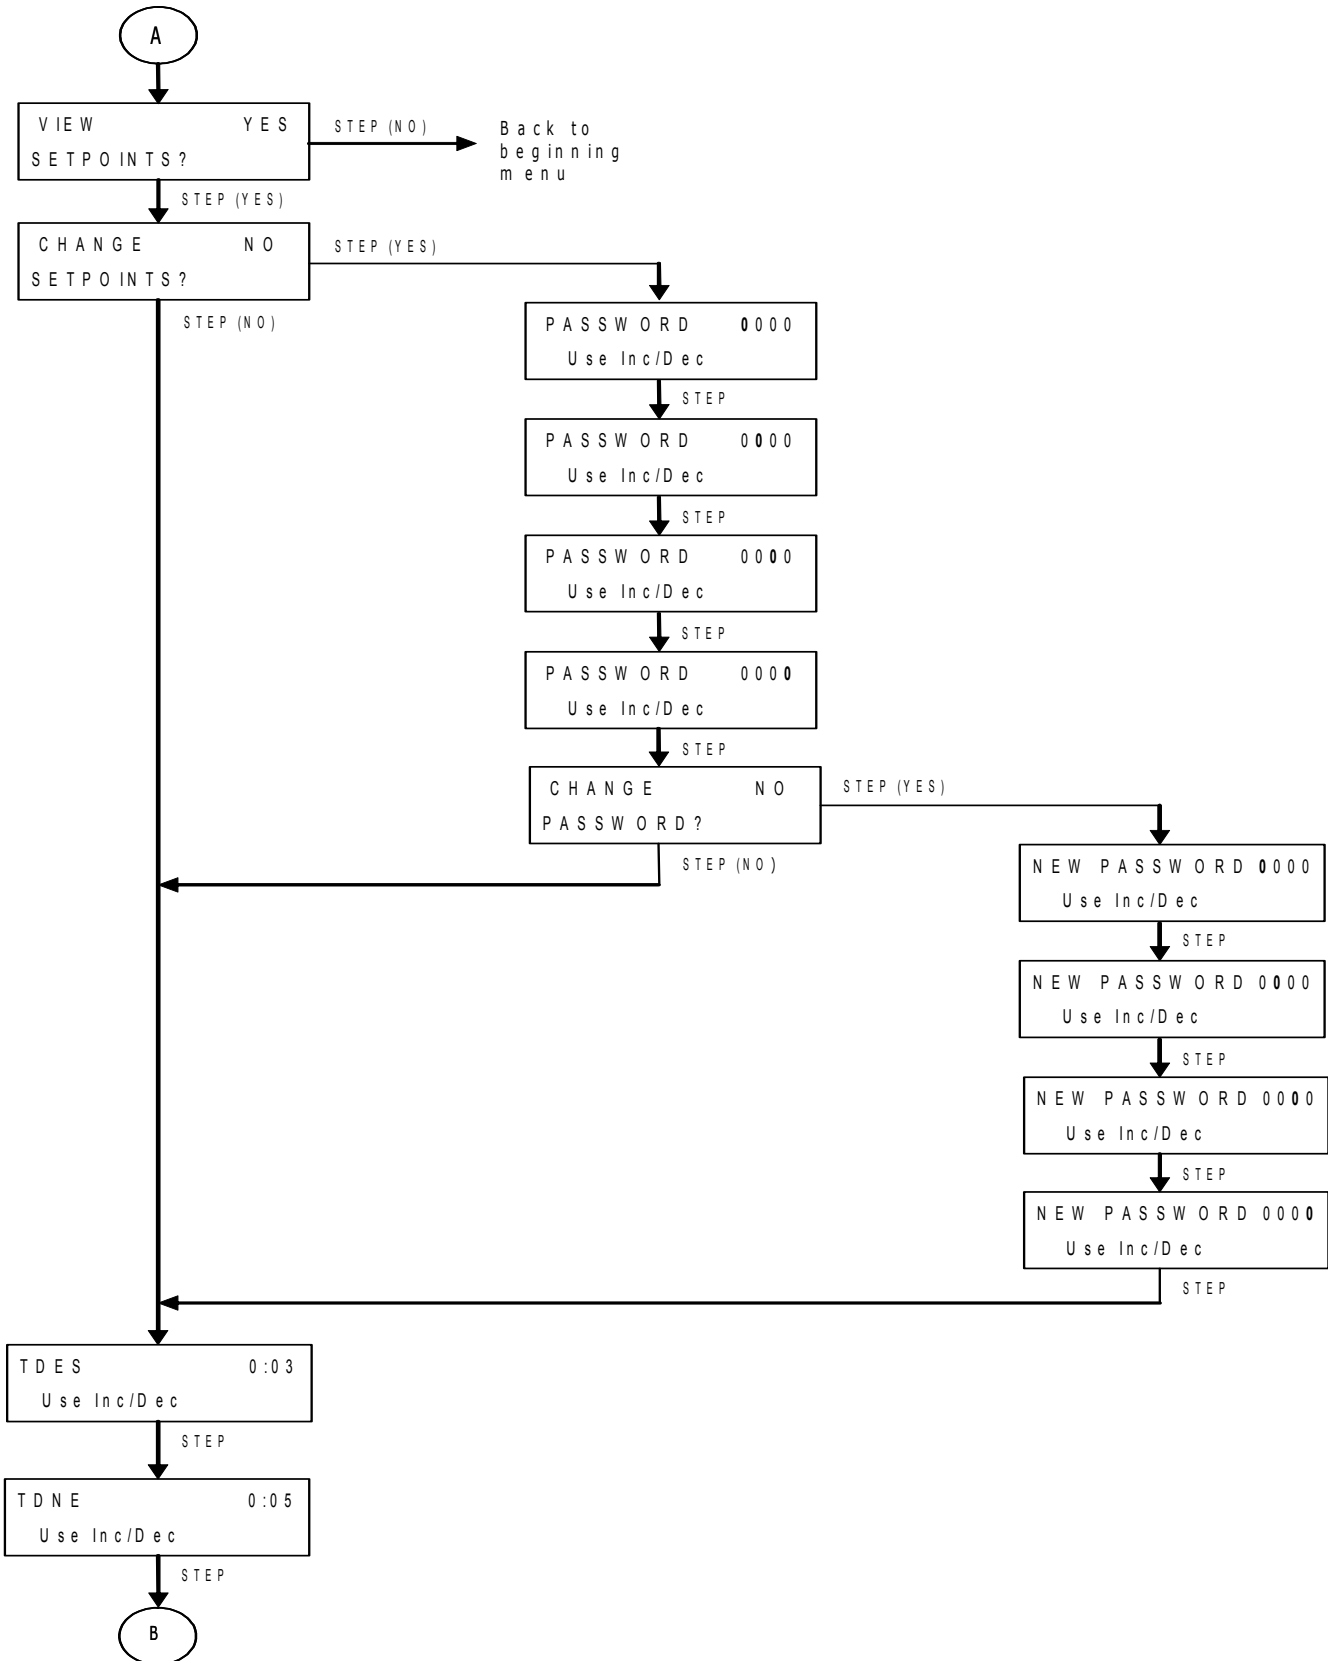 A
VIEW YES
SETPOINTS?
STEP (NO)
Back to
beginning
menu
STEP (YES)
CHANGE NO
SETPOINTS?
STEP (YES)
STEP (NO)
PASSWORD 0000
Use Inc/Dec
STEP
PASSWORD 0000
Use Inc/Dec
STEP
PASSWORD 0000
Use Inc/Dec
STEP
PASSWORD 0000
Use Inc/Dec
STEP
CHANGE NO
PASSWORD?
STEP (YES)
STEP (NO)
NEW PASSWORD 0000
Use Inc/Dec
STEP
NEW PASSWORD 0000
Use Inc/Dec
STEP
NEW PASSWORD 0000
Use Inc/Dec
STEP
NEW PASSWORD 0000
Use Inc/Dec
STEP
TDES 0:03
Use Inc/Dec
STEP
TDNE 0:05
Use Inc/Dec
STEP
B